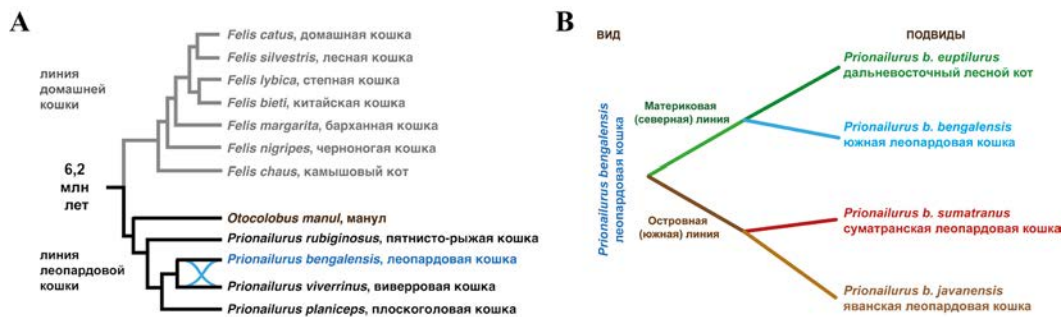 A
Felis catus, домашная кошка
Felis silvestris, лесная кошка
Felis lybica, степная кошка
Felis bieti, китайская кошка
Felis margarita, барханная кошка
Felis nigripes, черноногая кошка
Felis chaus, камышовый кот
линия
домашней
кошки
6,2
млн
лет
Otocolobus manul, манул
Prionailurus rubiginosus, пятнисто-рыжая кошка
Prionailurus bengalensis, леопардовая кошка
Prionailurus viverrinus, виверровая кошка
Prionailurus planiceps, плоскоголовая кошка
линия
леопардовой
кошки
B
ВИД
ПОДВИДЫ
Prionailurus bengalensis
леопардовая кошка
Материковая
(северная) линия
Островная
(южная) линия
Prionailurus b. euptilurus
дальневосточный лесной кот
Prionailurus b. bengalensis
южная леопардовая кошка
Prionailurus b. sumatranus
суматранская леопардовая кошка
Prionailurus b. javanensis
яванская леопардовая кошка